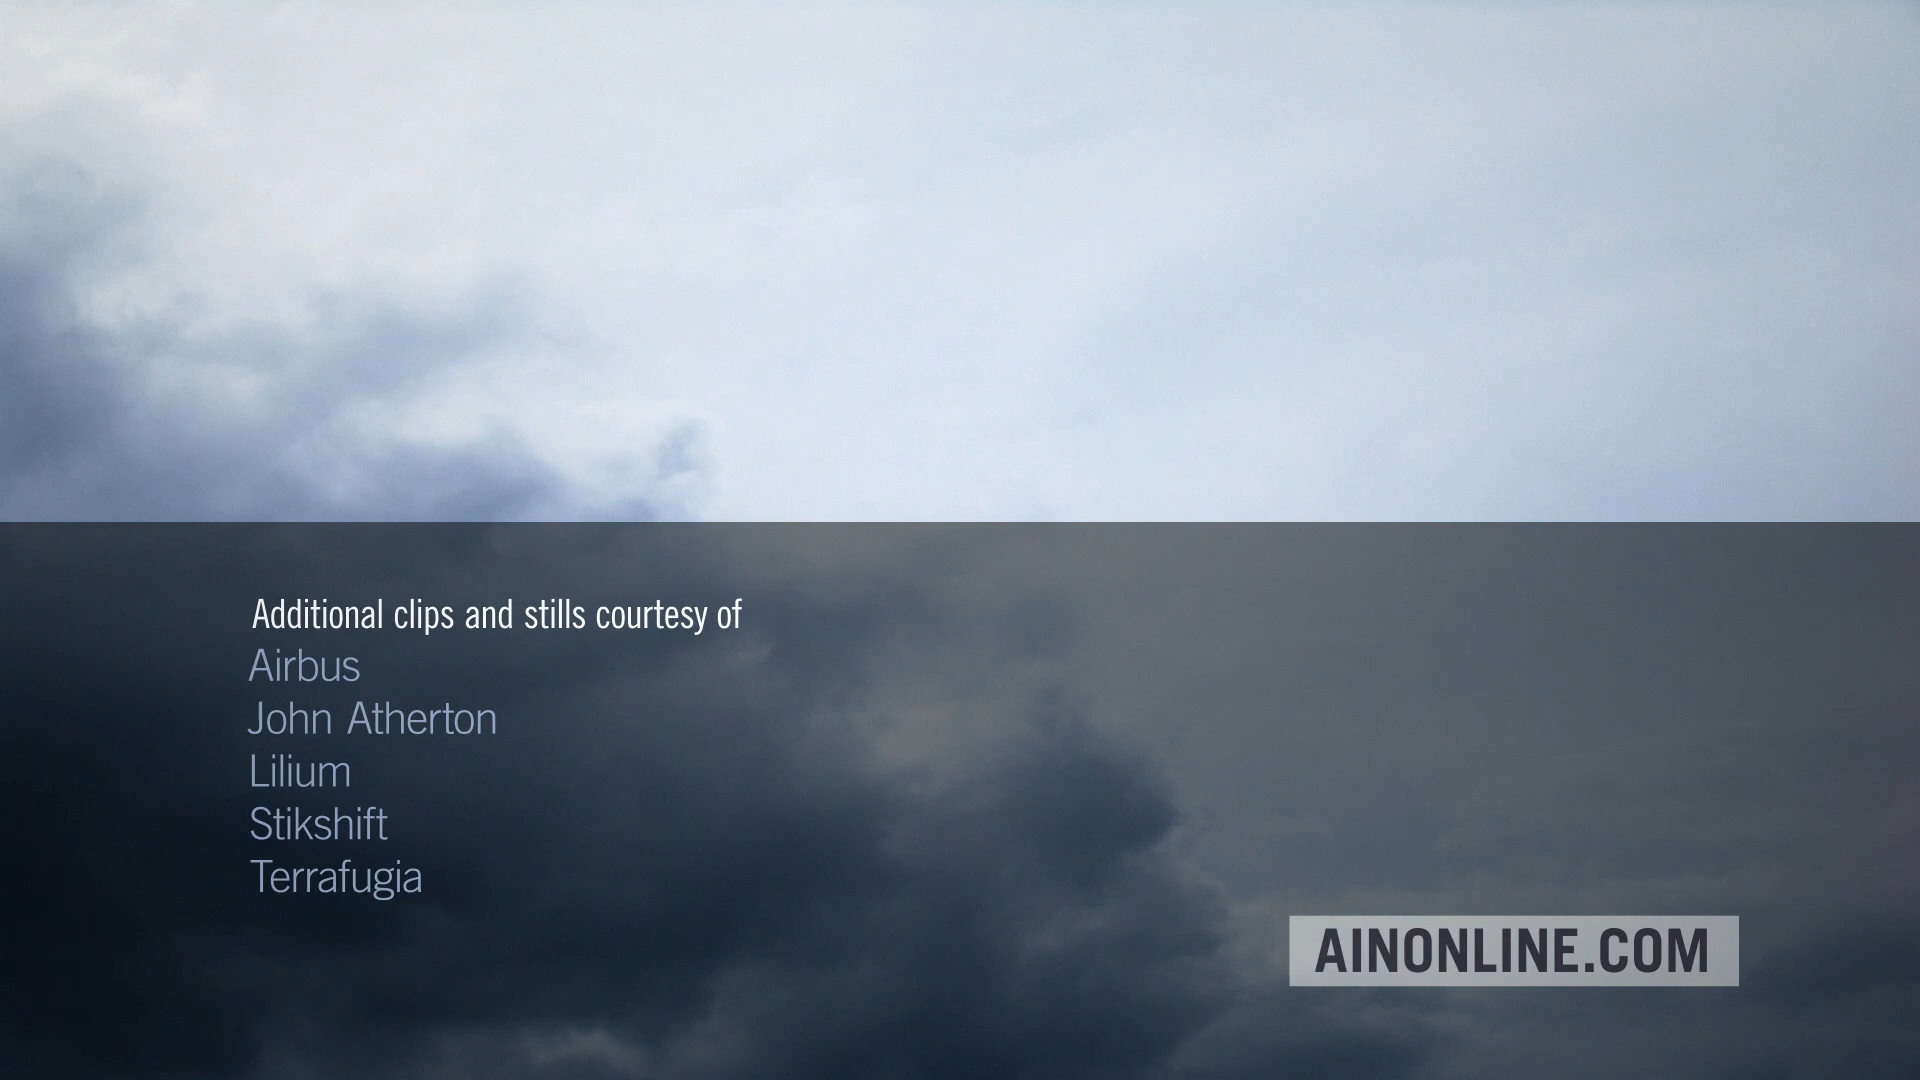 Additional clips and stills courtesy of
Airbus
John Atherton
Lilium
Stikshift
Terrafugia
AINONLINE.COM